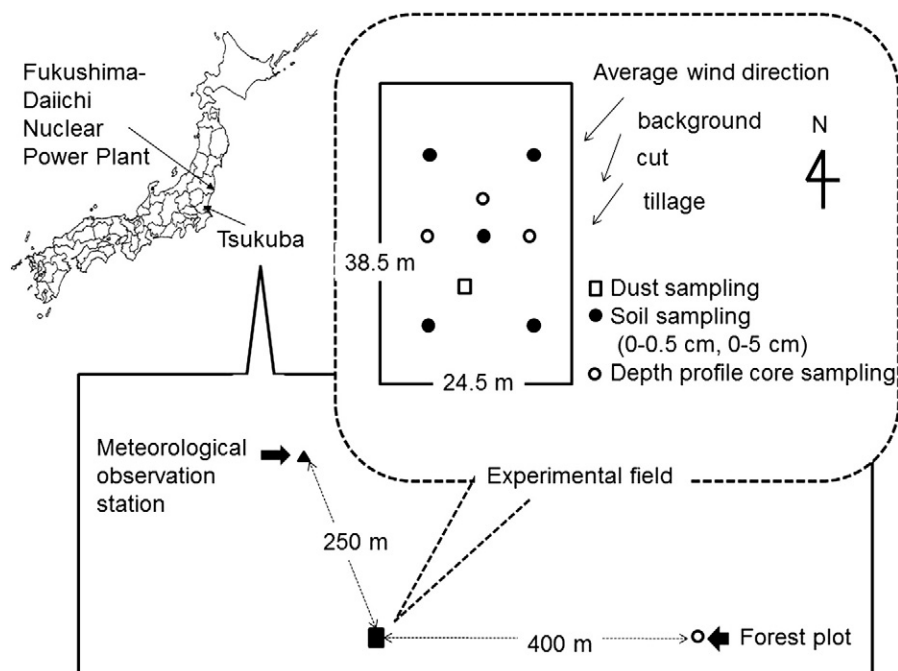 Fukushima-
Daiichi
Nuclear
Power Plant
Tsukuba
Average wind direction
background
cut
tillage
N
38.5 m
24.5 m
Dust sampling
Soil sampling
(0-0.5 cm, 0-5 cm)
Depth profile core sampling
Meteorological
observation
station
Experimental field
250 m
400 m
Forest plot